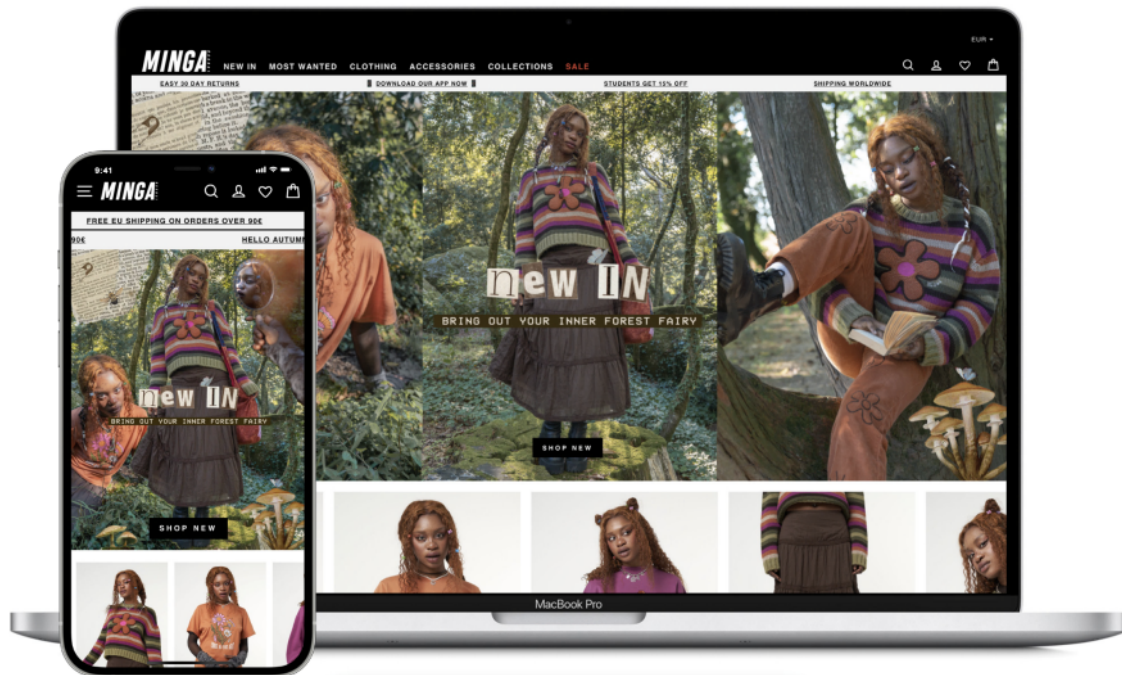 EUR
MINGA
NEW IN MOST WANTED CLOTHING ACCESSORIES COLLECTIONS SALE
EASY 30 DAY RETURNS DOWNLOAD OUR APP NOW STUDENTS GET 15% OFF SHIPPING WORLDWIDE
new IN
BRING OUT YOUR INNER FOREST FAIRY
SHOP NEW
MacBook Pro
9:41
MINGA
FREE EU SHIPPING ON ORDERS OVER 90€
90€ HELLO AUTUM
new IN
BRING OUT YOUR INNER FOREST FAIRY
SHOP NEW